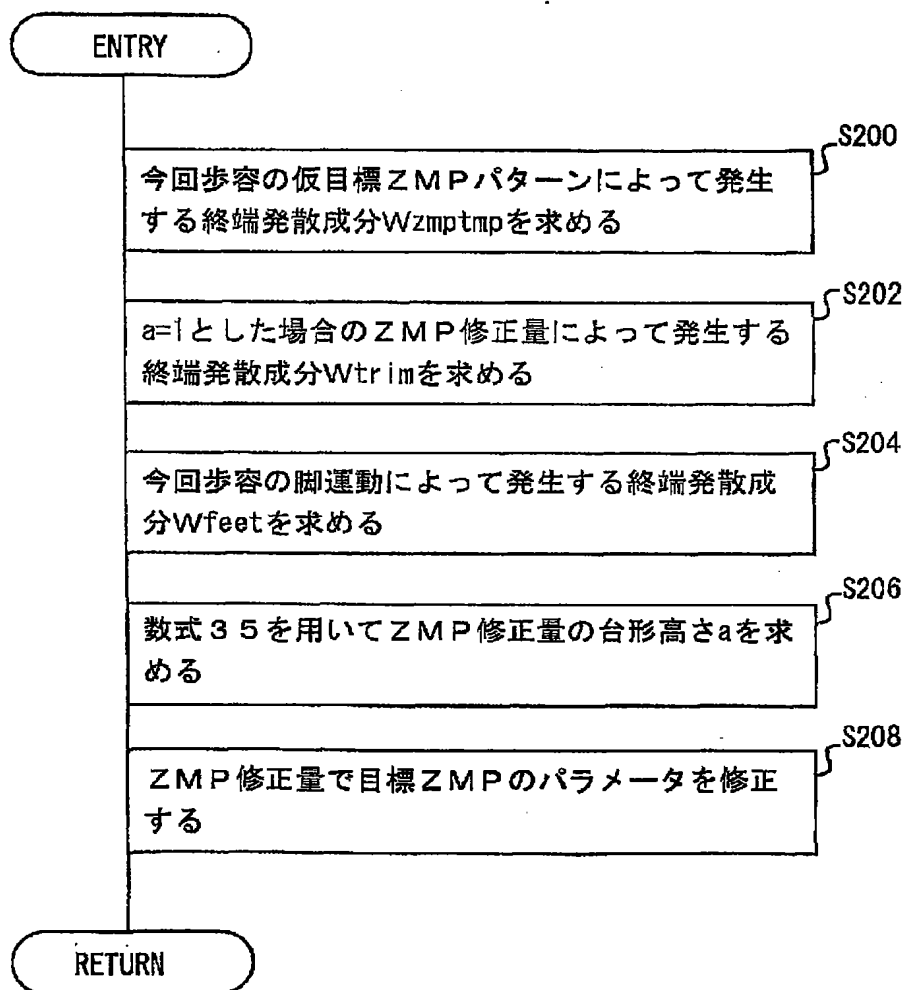 ENTRY
S200
今回歩容の仮目標ZMPパターンによって発生
する終端発散成分Wzmptmpを求める
S202
a=1とした場合のZMP修正量によって発生する
終端発散成分Wtrimを求める
S204
今回歩容の脚運動によって発生する終端発散成
分Wfeetを求める
S206
数式35を用いてZMP修正量の台形高さaを求
める
S208
ZMP修正量で目標ZMPのパラメータを修正
する
RETURN